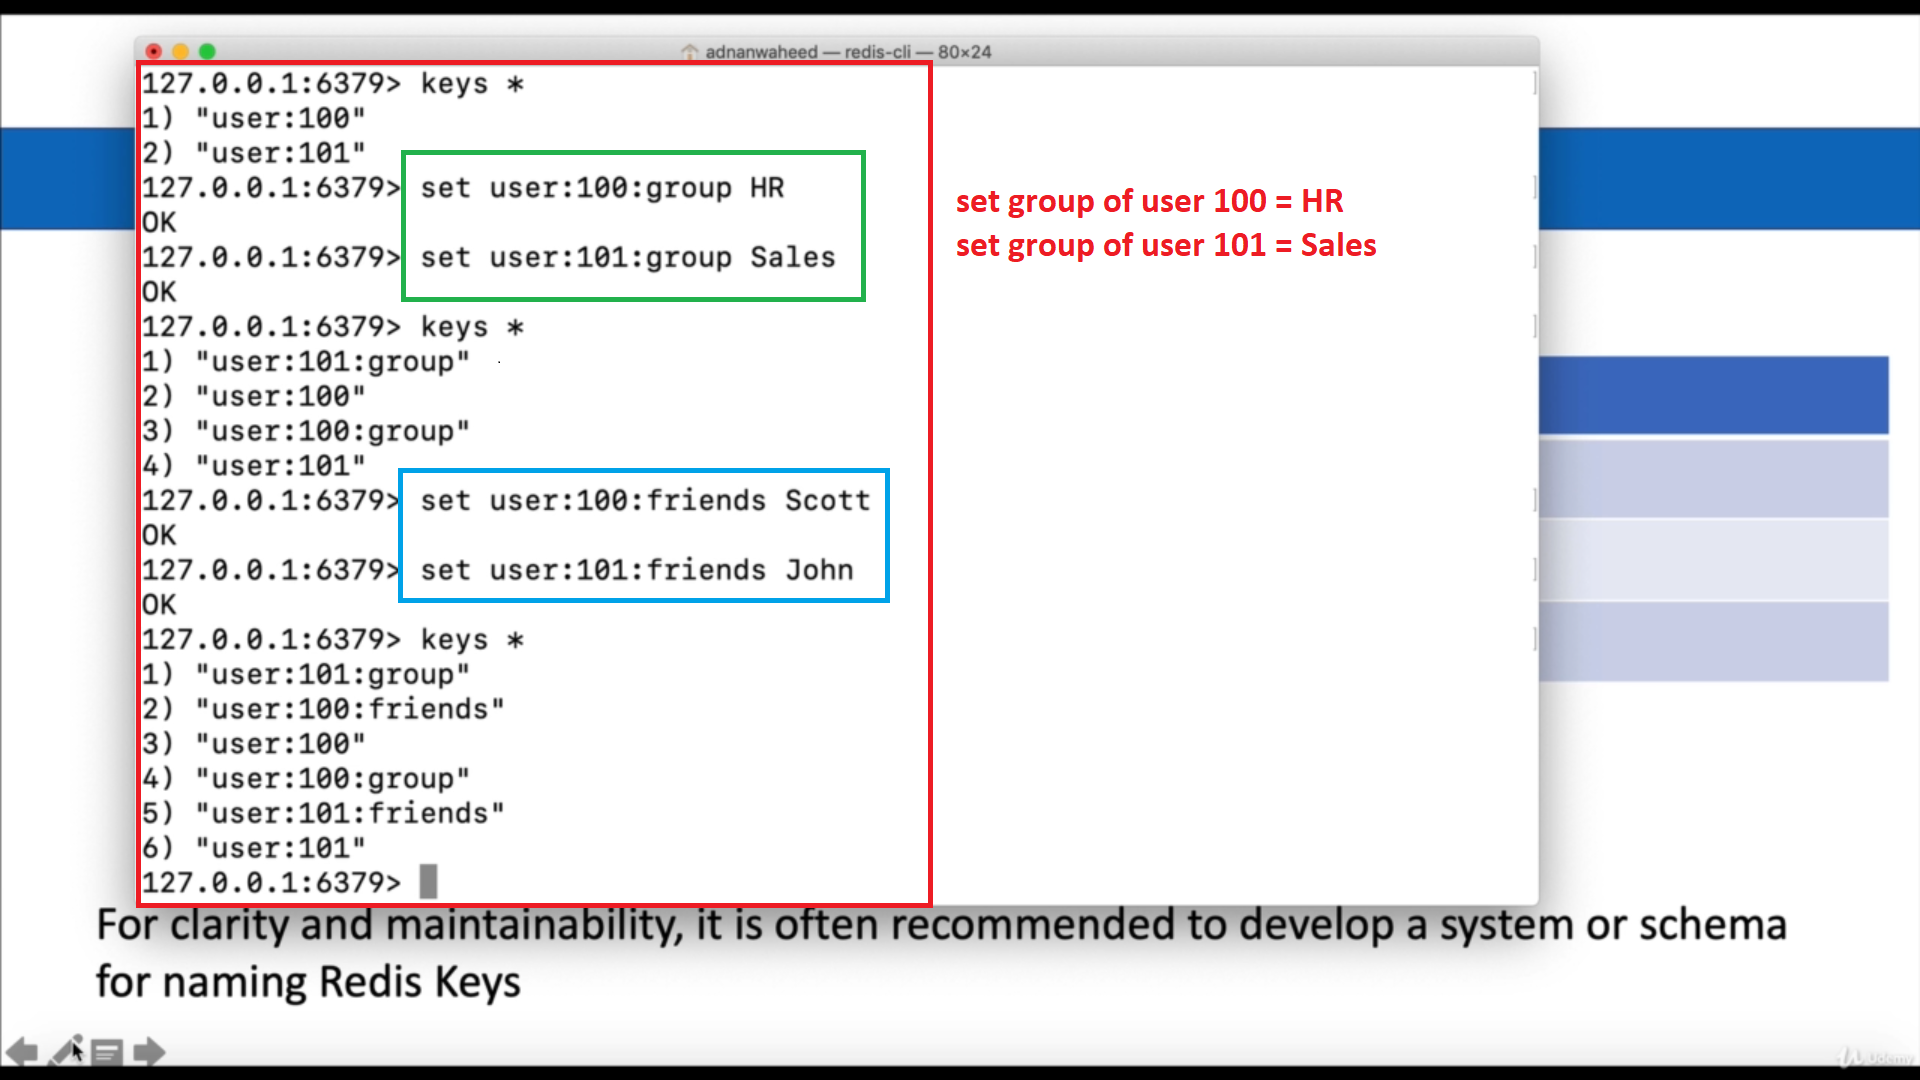 adnanwaheed — redis-cli — 80×24
127.0.0.1:6379> keys *
1) "user:100"
2) "user:101"
127.0.0.1:6379> set user:100:group HR
OK
127.0.0.1:6379> set user:101:group Sales
OK
127.0.0.1:6379> keys *
1) "user:101:group"
2) "user:100"
3) "user:100:group"
4) "user:101"
127.0.0.1:6379> set user:100:friends Scott
OK
127.0.0.1:6379> set user:101:friends John
OK
127.0.0.1:6379> keys *
1) "user:101:group"
2) "user:100:friends"
3) "user:100"
4) "user:100:group"
5) "user:101:friends"
6) "user:101"
127.0.0.1:6379>
set group of user 100 = HR
set group of user 101 = Sales
For clarity and maintainability, it is often recommended to develop a system or schema
for naming Redis Keys
Udemy